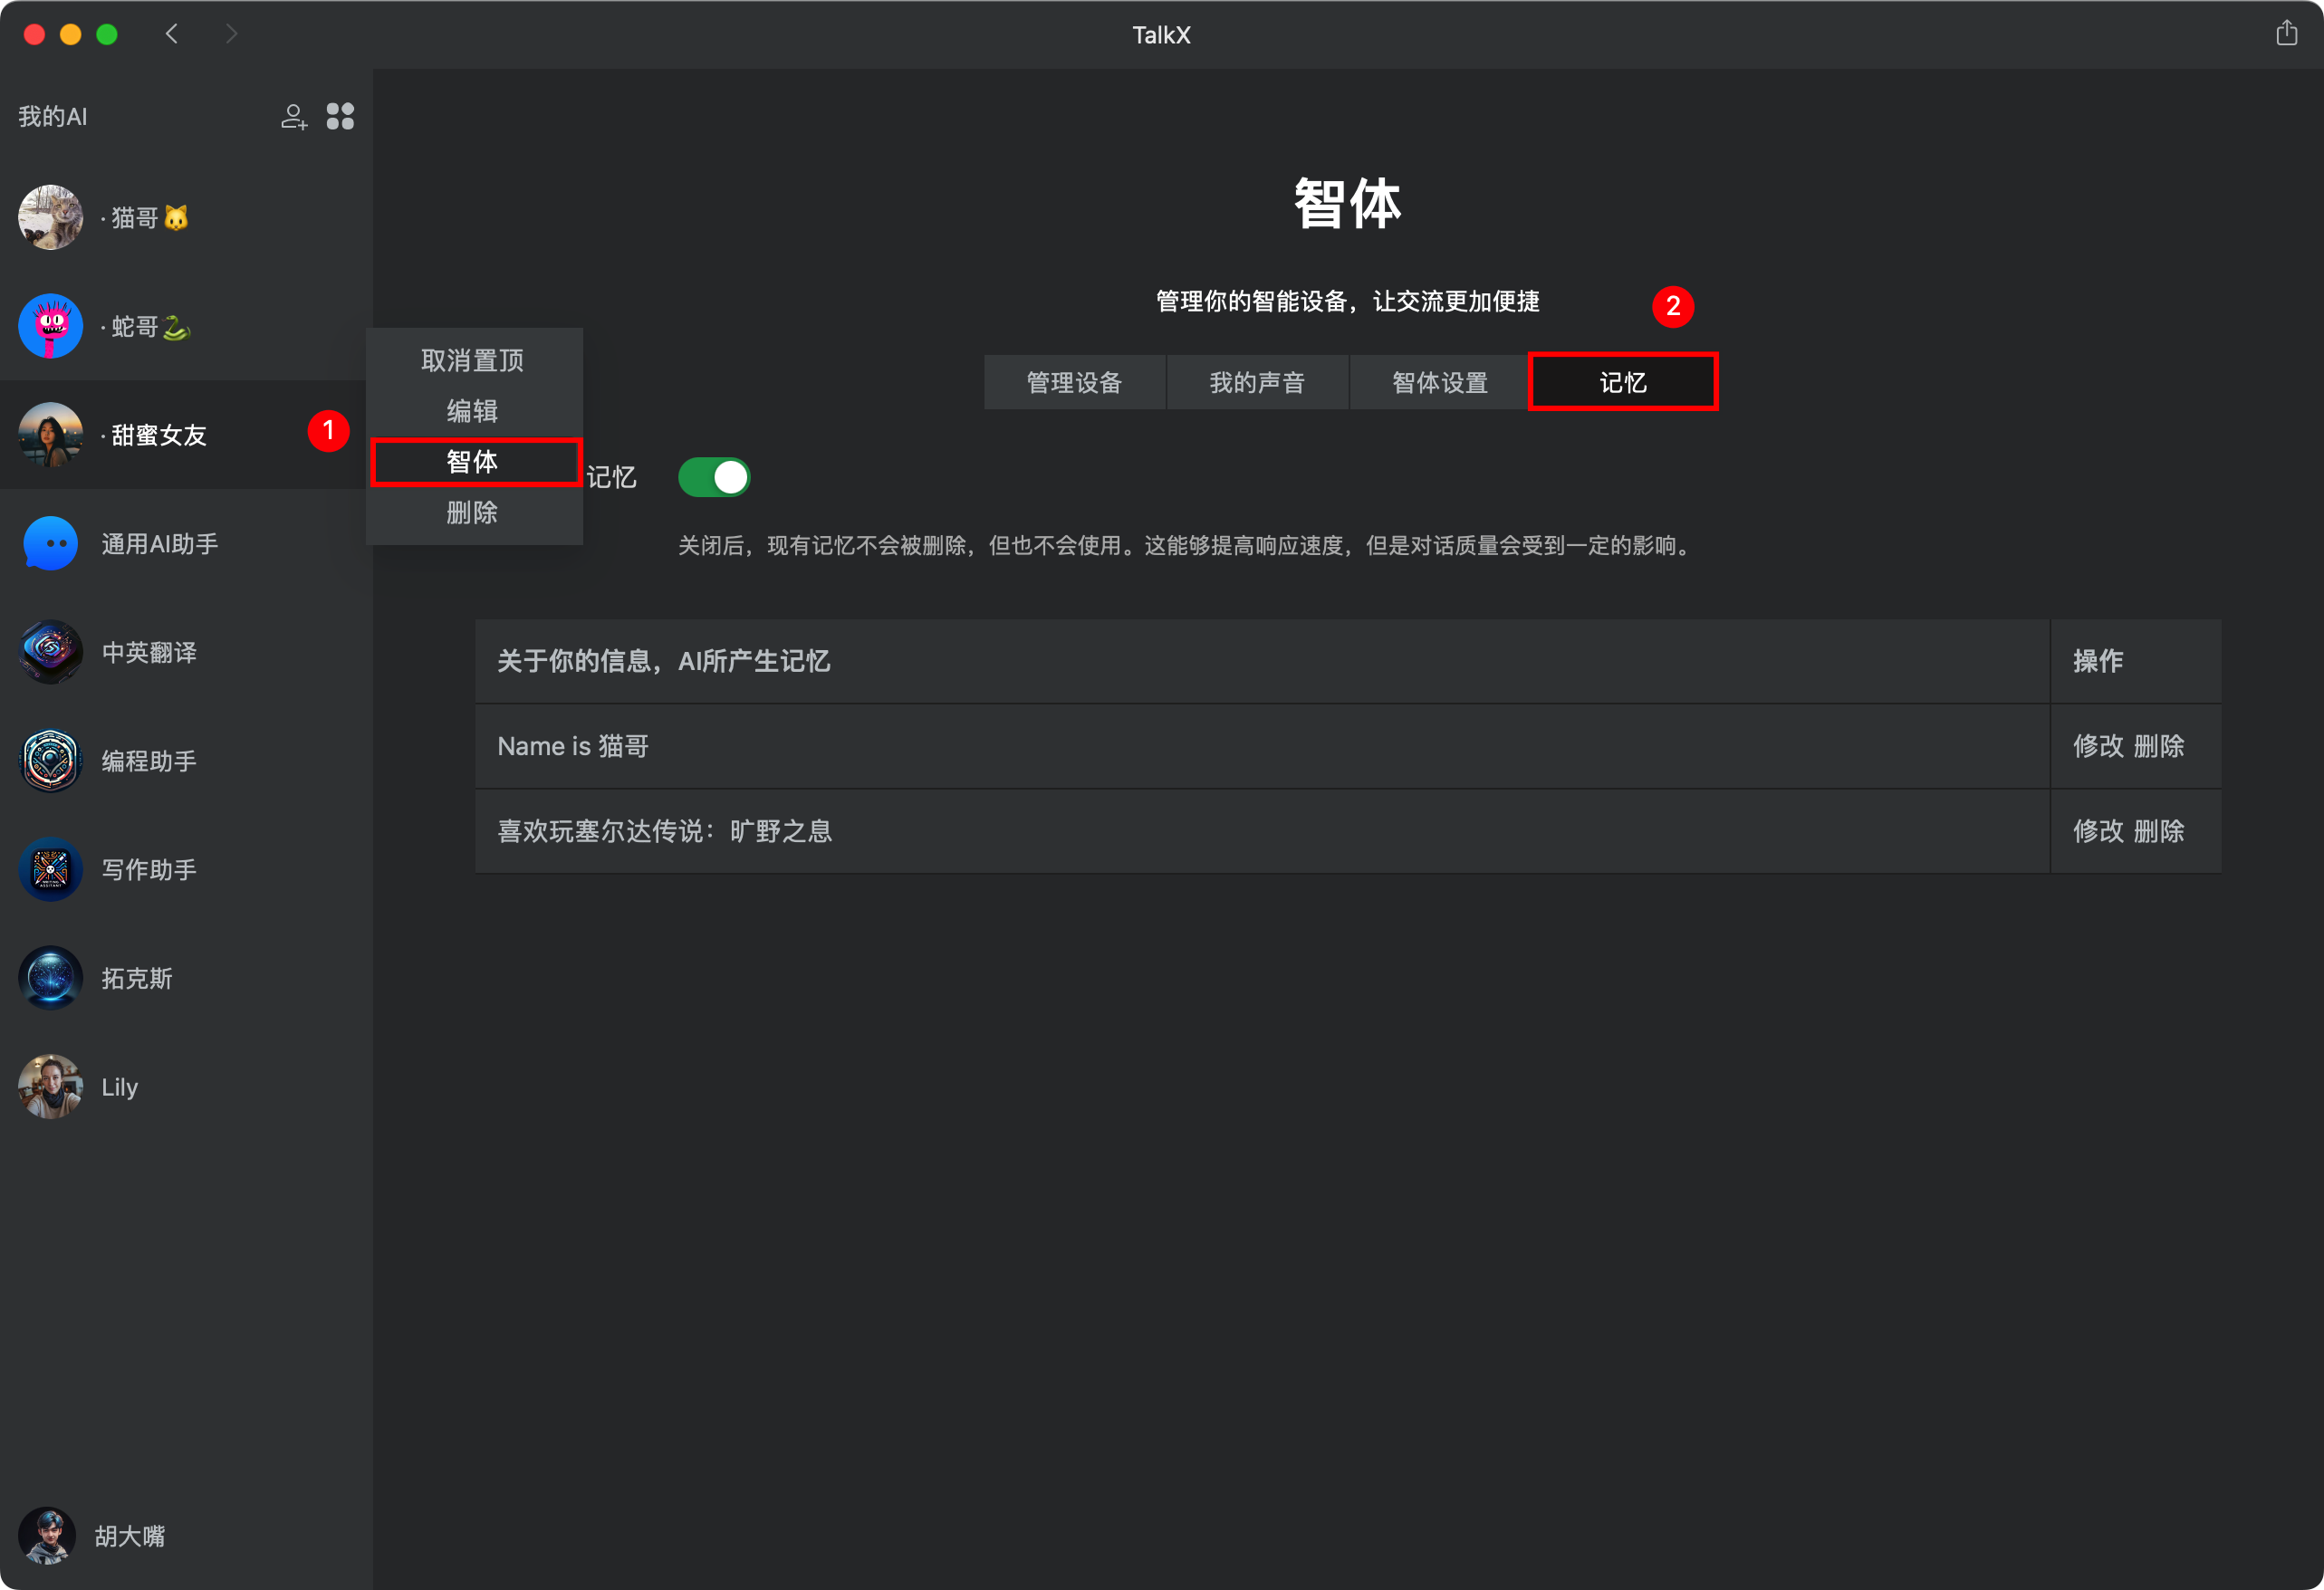 TalkX
我的AI
· 猫哥🐱
· 蛇哥🐍
· 甜蜜女友
1
通用AI助手
中英翻译
编程助手
写作助手
拓克斯
Lily
胡大嘴
取消置顶
编辑
智体
删除
智体
管理你的智能设备，让交流更加便捷
2
管理设备 我的声音 智体设置 记忆
记忆
关闭后，现有记忆不会被删除，但也不会使用。这能够提高响应速度，但是对话质量会受到一定的影响。
关于你的信息，AI所产生记忆 操作
Name is 猫哥 修改 删除
喜欢玩塞尔达传说：旷野之息 修改 删除